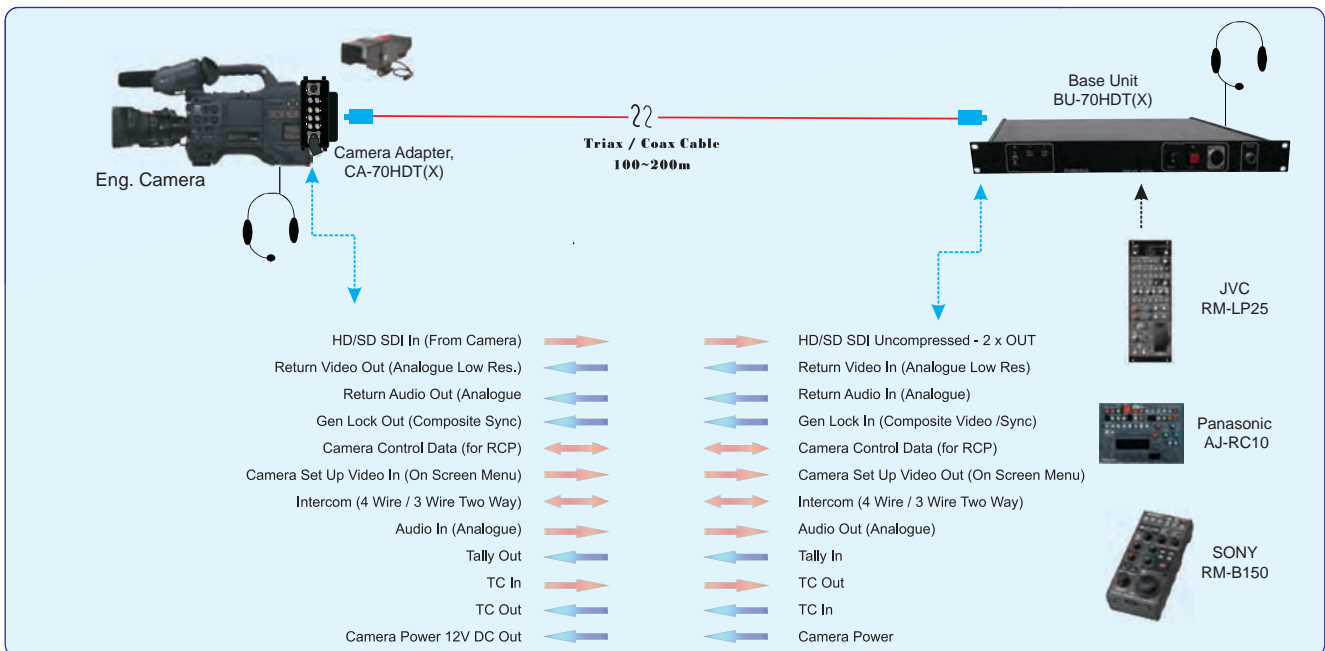 Base Unit
BU-70HDT(X)
Triax / Coax Cable
100~200m
Camera Adapter,
CA-70HDT(X)
Eng. Camera
JVC
RM-LP25
HD/SD SDI In (From Camera)
HD/SD SDI Uncompressed - 2 x OUT
Return Video Out (Analogue Low Res.)
Return Video In (Analogue Low Res)
Return Audio Out (Analogue
Return Audio In (Analogue)
Gen Lock Out (Composite Sync)
Gen Lock In (Composite Video /Sync)
Camera Control Data (for RCP)
Camera Control Data (for RCP)
Camera Set Up Video In (On Screen Menu)
Camera Set Up Video Out (On Screen Menu)
Intercom (4 Wire / 3 Wire Two Way)
Intercom (4 Wire / 3 Wire Two Way)
Audio In (Analogue)
Audio Out (Analogue)
Tally Out
Tally In
TC In
TC Out
TC Out
TC In
Camera Power 12V DC Out
Camera Power
Panasonic
AJ-RC10
SONY
RM-B150